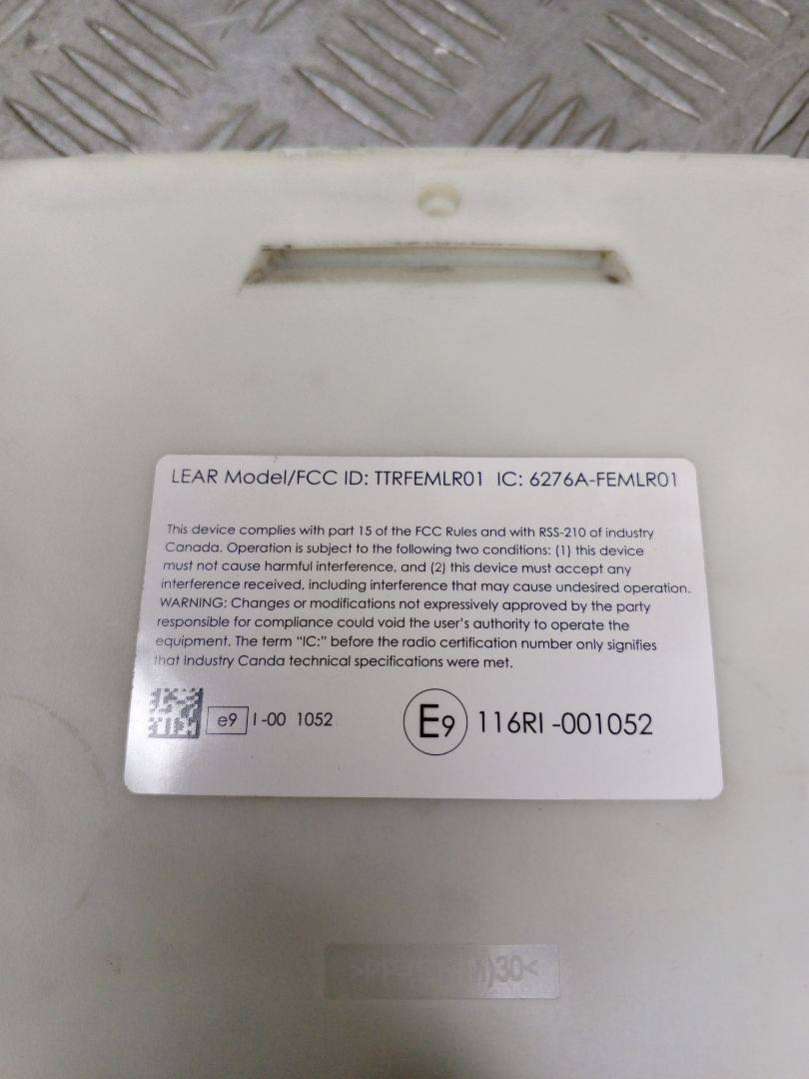 LEAR Model/FCC ID: TTRFEMLR01 IC: 6276A-FEMLR01
This device complies with part 15 of the FCC Rules and with RSS-210 of industry
Canada. Operation is subject to the following two conditions: (1) this device
must not cause harmful interference, and (2) this device must accept any
interference received, including interference that may cause undesired operation.
WARNING: Changes or modifications not expressively approved by the party
responsible for compliance could void the user's authority to operate the
equipment. The term "IC:" before the radio certification number only signifies
that Industry Canda technical specifications were met.
e9 I-00 1052
E9 116RI -001052